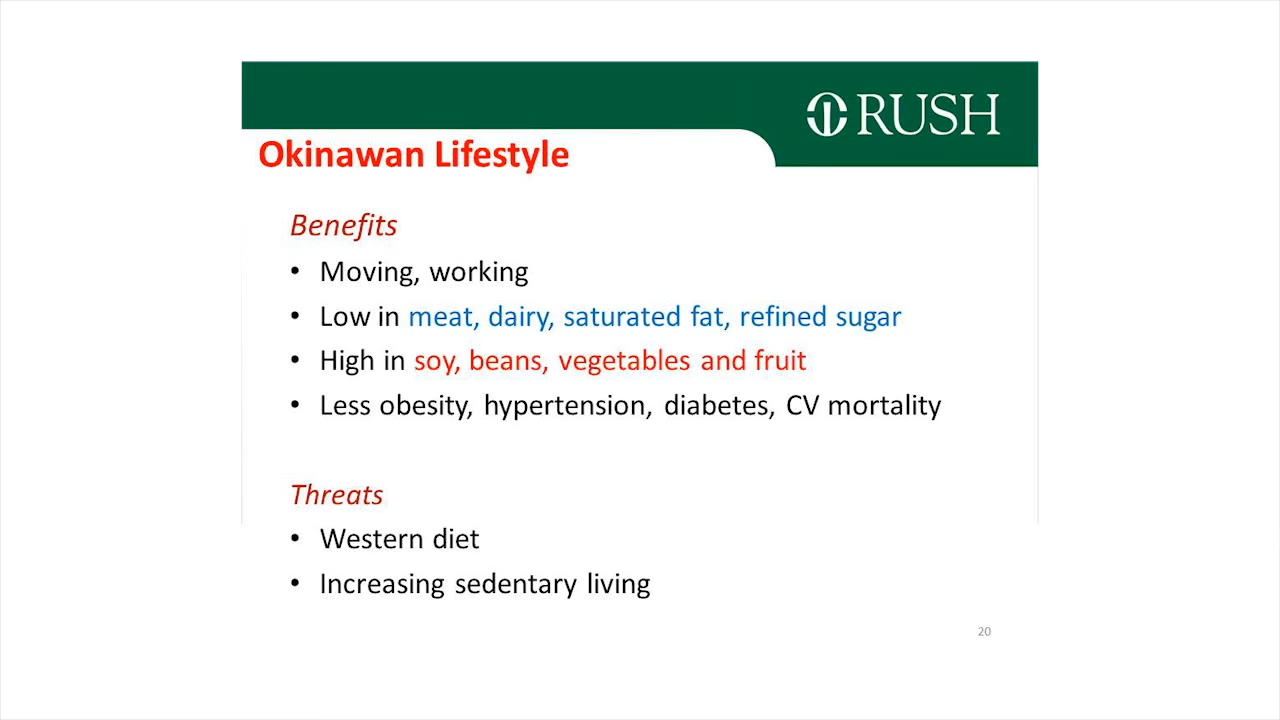 RUSH
Okinawan Lifestyle
Benefits
• Moving, working
• Low in meat, dairy, saturated fat, refined sugar
• High in soy, beans, vegetables and fruit
• Less obesity, hypertension, diabetes, CV mortality
Threats
• Western diet
• Increasing sedentary living
20